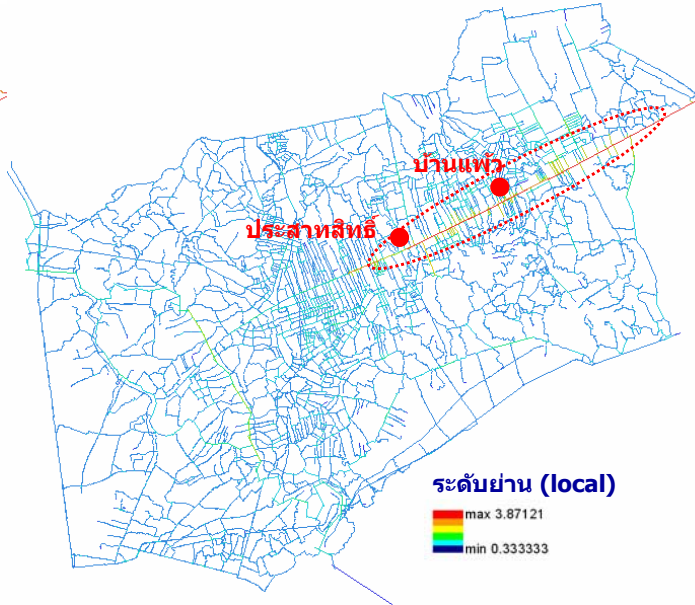 บ้านแพ้ว
ประสาทสิทธิ์
ระดับย่าน (local)
max 3.87121
min 0.333333